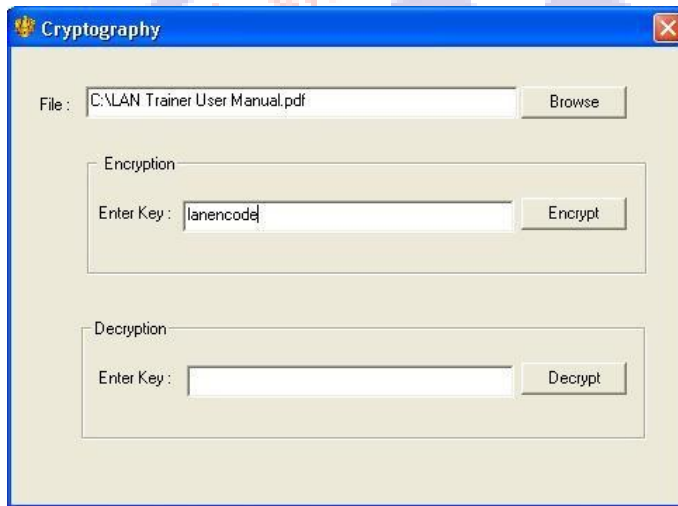 Cryptography
File : C:\LAN Trainer User Manual.pdf Browse
Encryption
Enter Key : lanencode Encrypt
Decryption
Enter Key : Decrypt